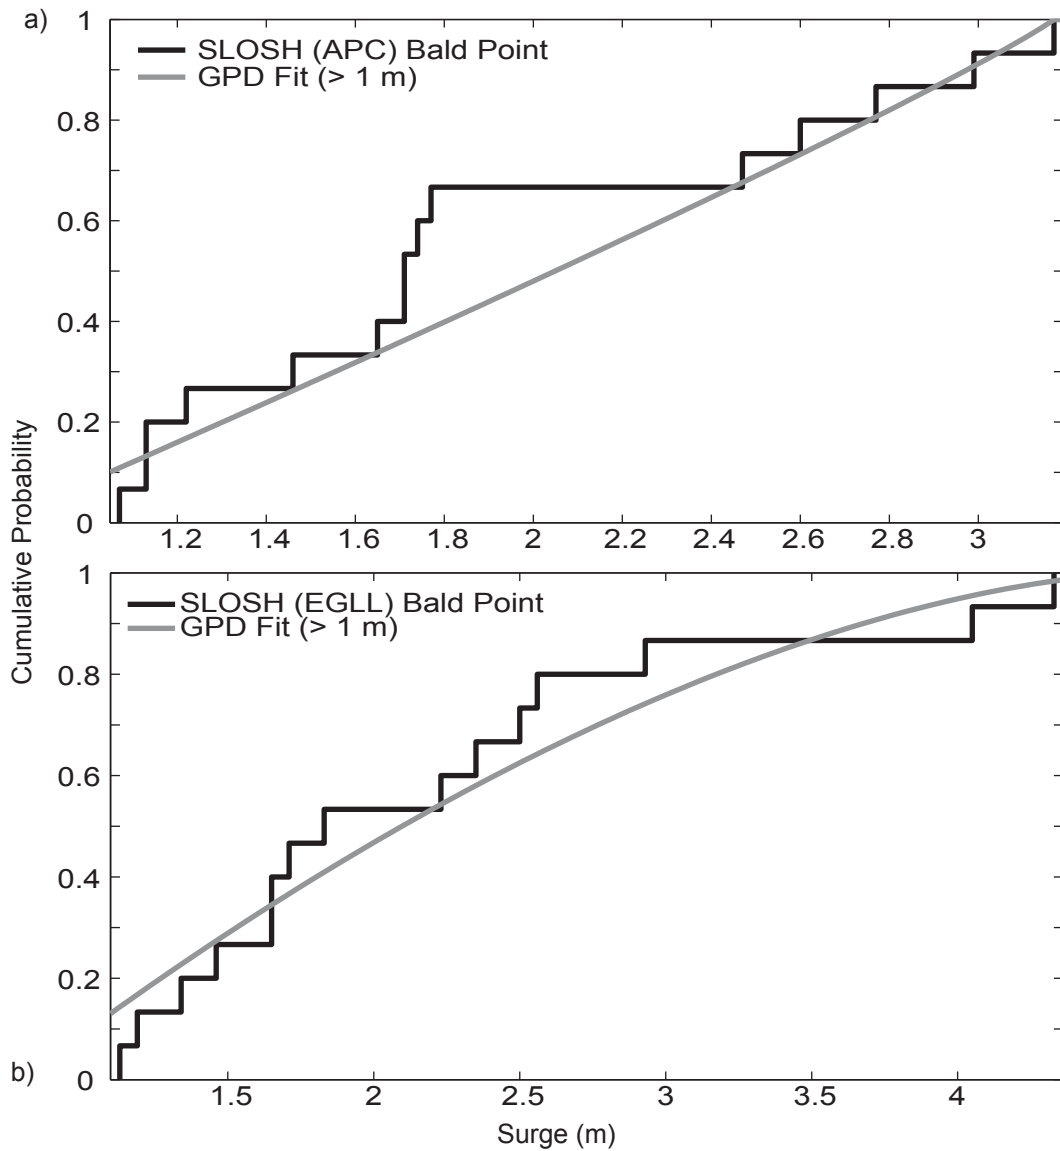 a)
1
0.8
0.6
0.4
0.2
0
SLOSH (APC) Bald Point
GPD Fit (> 1 m)
1.2 1.4 1.6 1.8 2 2.2 2.4 2.6 2.8 3
Cumulative Probability
b)
1
0.8
0.6
0.4
0.2
0
SLOSH (EGLL) Bald Point
GPD Fit (> 1 m)
1.5 2 2.5 3 3.5 4
Surge (m)